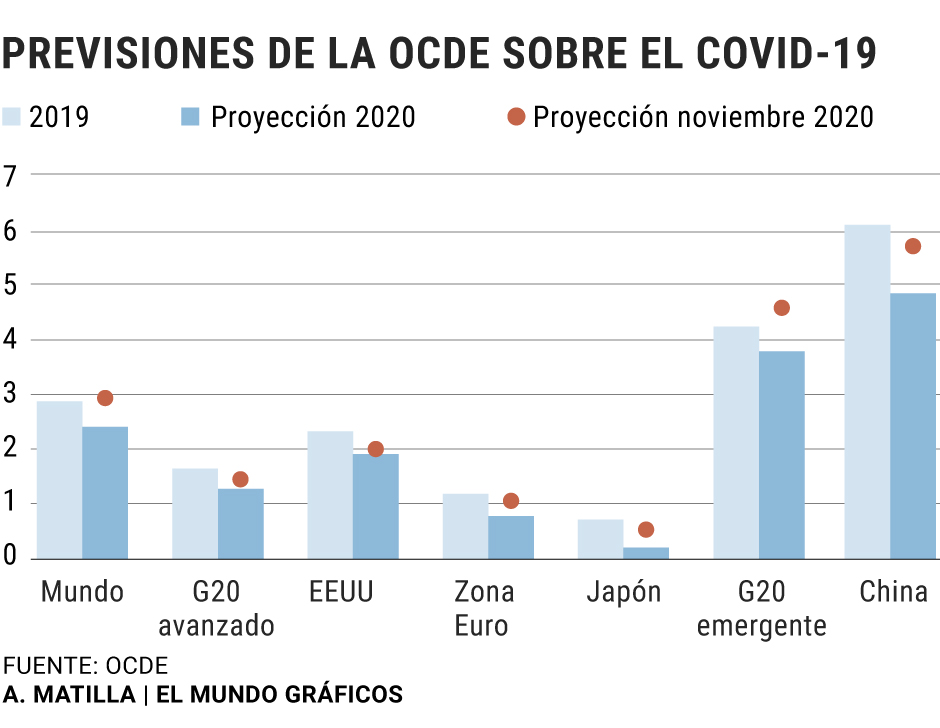 PREVISIONES DE LA OCDE SOBRE EL COVID-19
2019 Proyección 2020 Proyección noviembre 2020
7
6
5
4
3
2
1
0
Mundo G20 EEUU Zona Japón G20 China
avanzado Euro emergente
FUENTE: OCDE
A. MATILLA | EL MUNDO GRÁFICOS